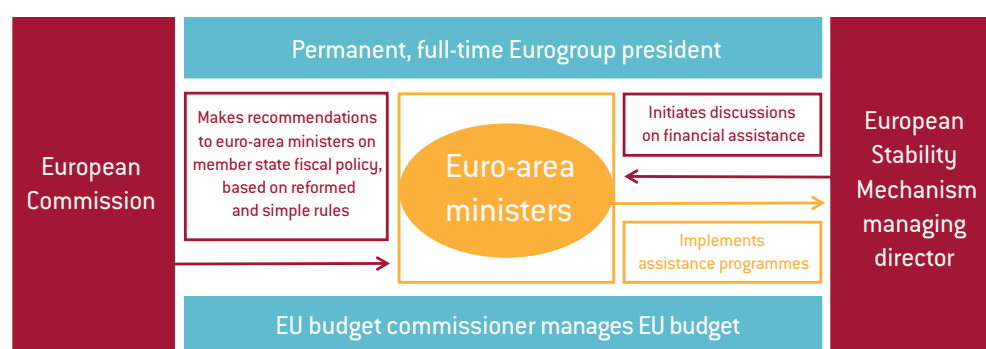 Permanent, full-time Eurogroup president
European
Commission
Makes recommendations
to euro-area ministers on
member state fiscal policy,
based on reformed
and simple rules
Euro-area
ministers
Initiates discussions
on financial assistance
Implements
assistance programmes
European
Stability
Mechanism
managing
director
EU budget commissioner manages EU budget